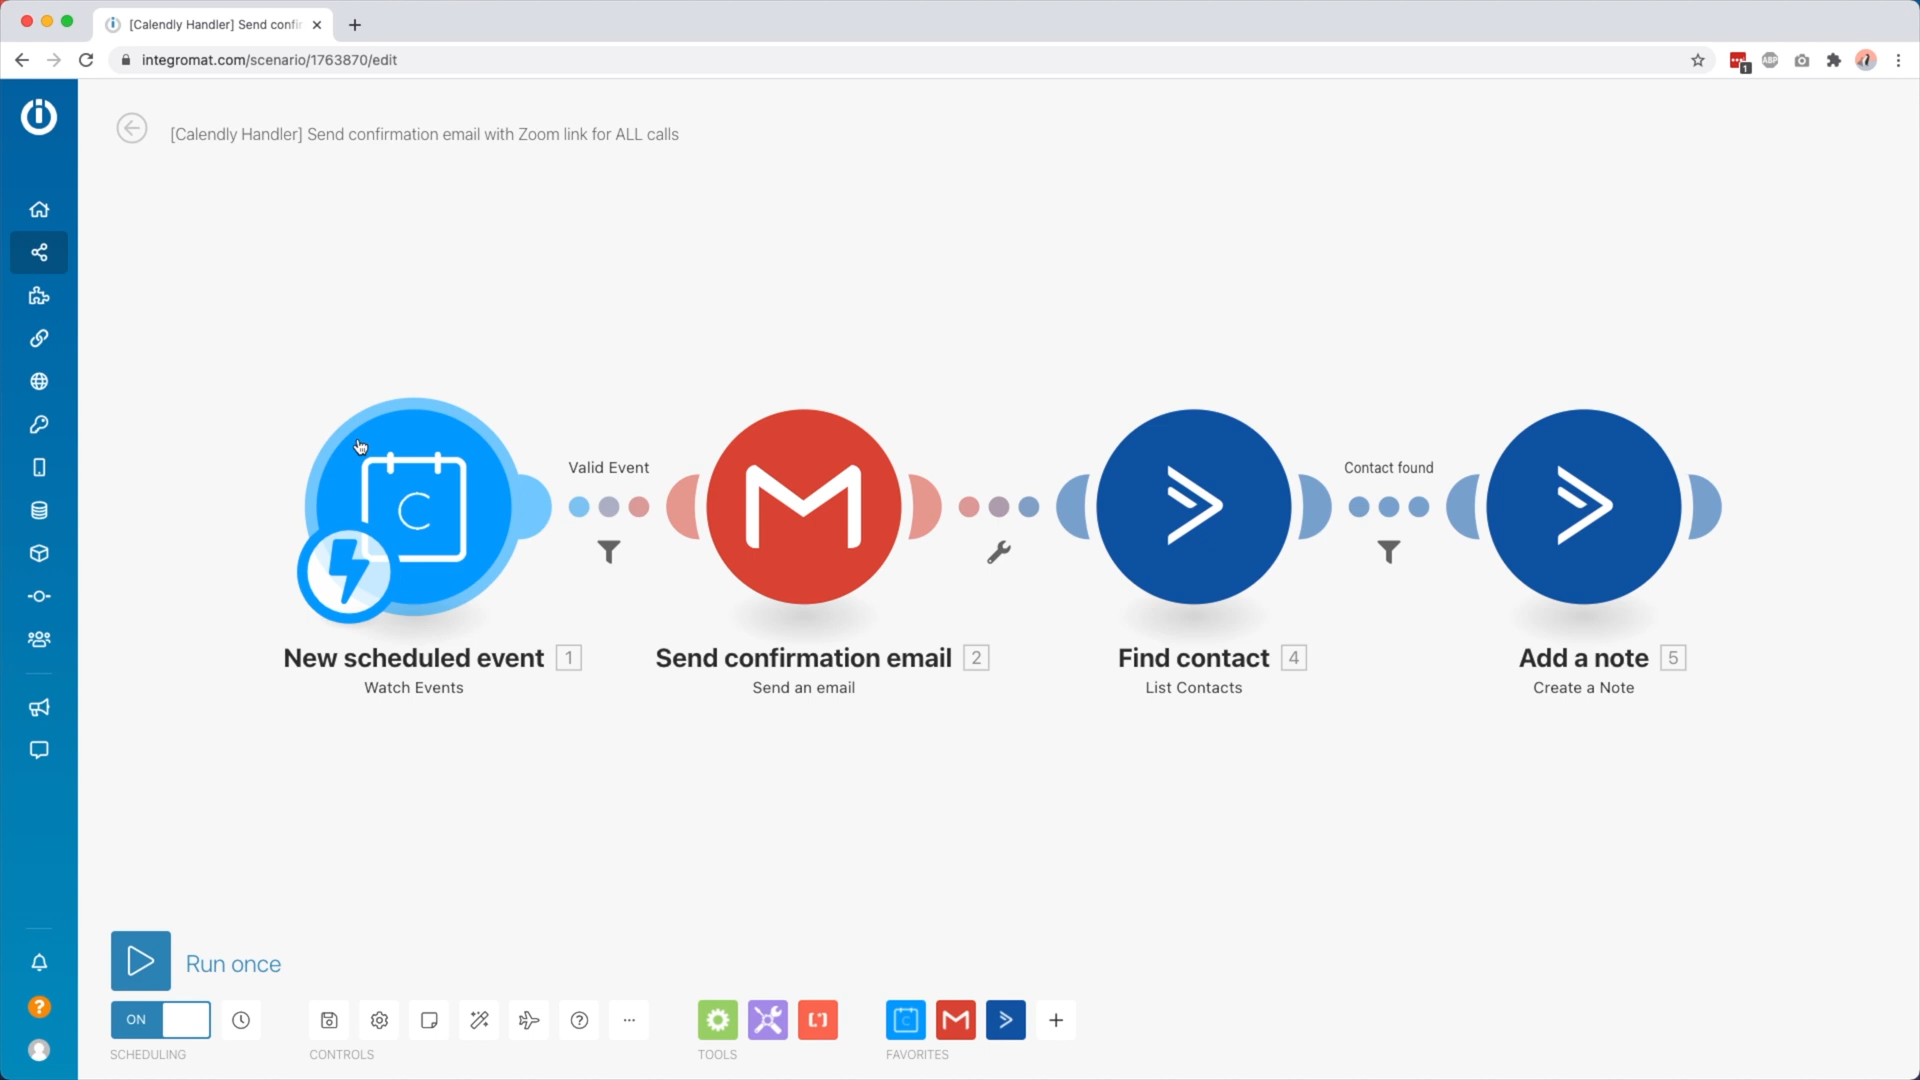 [Calendly Handler] Send confir
integromat.com/scenario/1763870/edit
1
ABP
[Calendly Handler] Send confirmation email with Zoom link for ALL calls
C
Valid Event
Contact found
New scheduled event 1
Watch Events
Send confirmation email 2
Send an email
Find contact 4
List Contacts
Add a note 5
Create a Note
Run once
ON
SCHEDULING
CONTROLS
TOOLS
FAVORITES